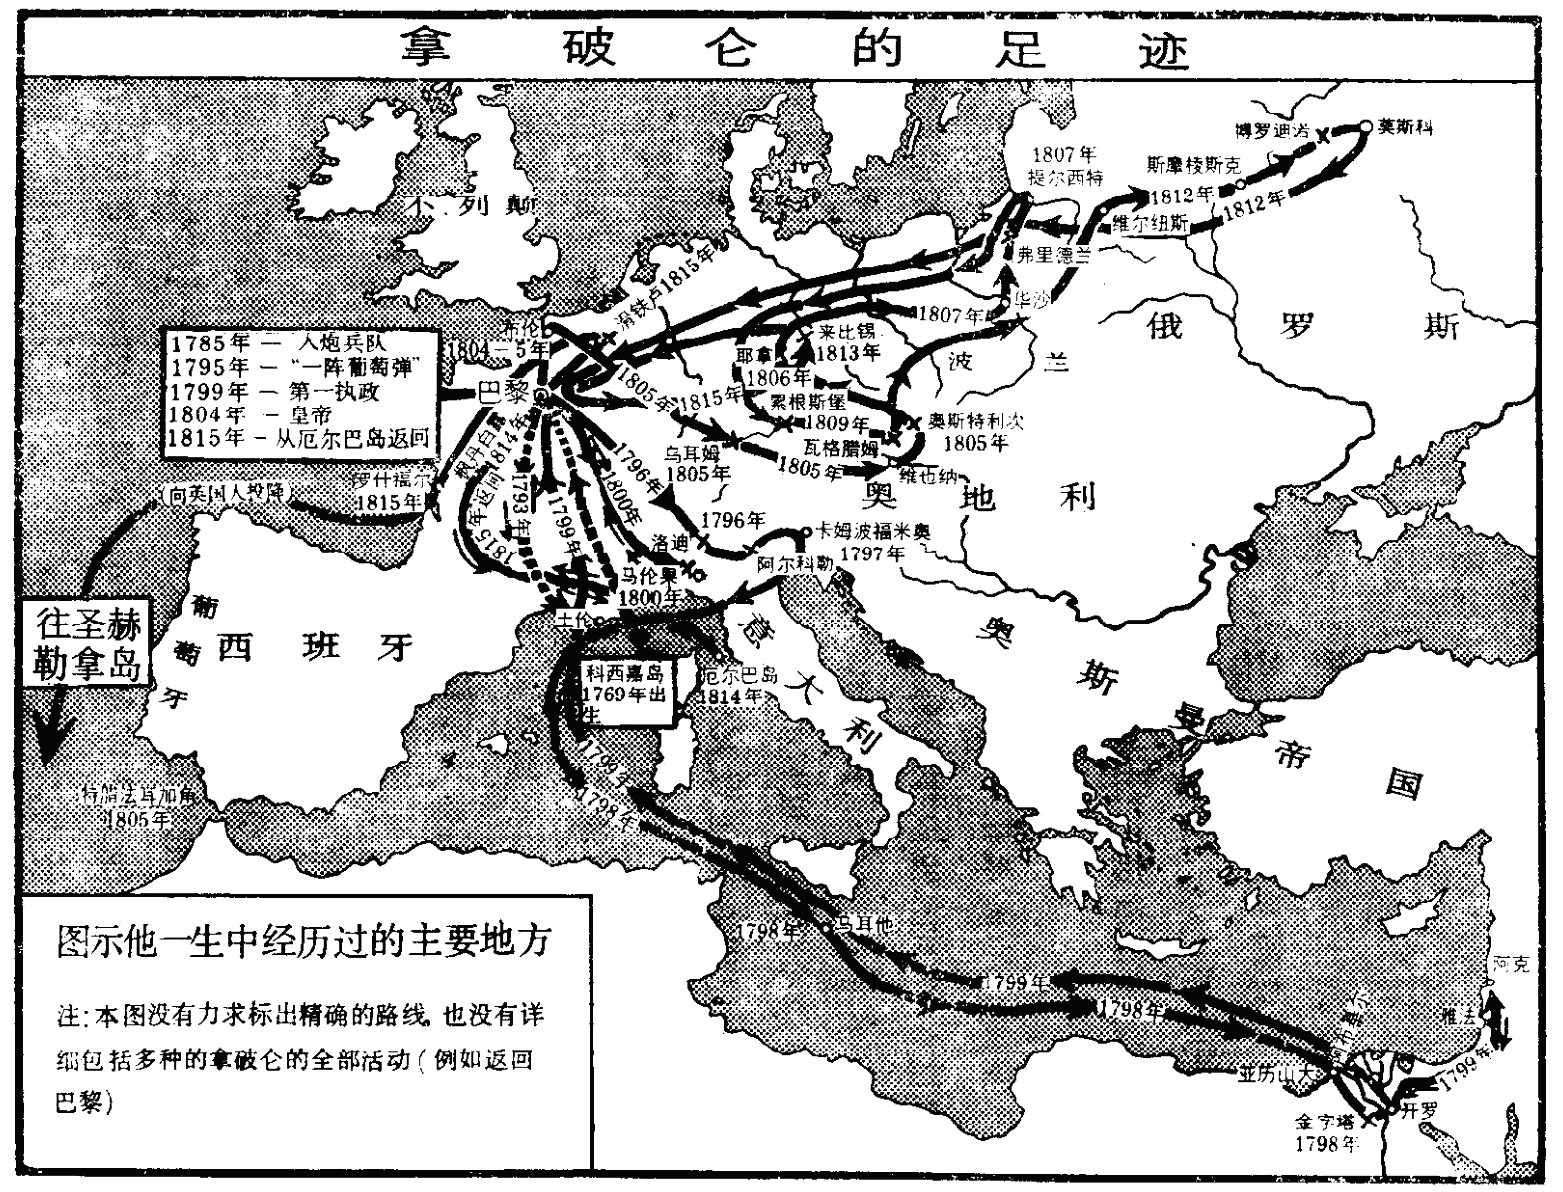 拿破仑的足迹
博罗迪诺
莫斯科
1807年
提尔西特
斯摩棱斯克
1812年
1812年
维尔纽斯
不列颠
弗里德兰
滑铁卢1815年
华沙
1807年
俄罗斯
布伦
1804-5年
来比锡
1813年
耶拿
1806年
波兰
1785年 — 入炮兵队
1795年 — “一阵葡萄弹”
1799年 — 第一执政
1804年 — 皇帝
1815年 - 从厄尔巴岛返回
巴黎
1805年
1815年
累根斯堡
1809年
奥斯特利次
1805年
瓦格腊姆
乌耳姆
1805年
1805年
维也纳
枫丹白露
1814年
1815年返回
1815年
1793年
1799年
1796年
1800年
罗什福尔
1815年
(向英国人投降)
奥地利
1796年
洛迪
卡姆波福米奥
1797年
阿尔科勒
马伦果
1800年
土伦
往圣赫
勒拿岛
葡萄牙
西班牙
意大利
科西嘉岛
1769年出
生
厄尔巴岛
1814年
奥斯曼帝国
1799年
1798年
特腊法耳加角
1805年
1798年
马耳他
1799年
1798年
阿克
雅法
阿布基尔
1799年
亚历山大
开罗
金字塔
1798年
图示他一生中经历过的主要地方
注:本图没有力求标出精确的路线,也没有详
细包括多种的拿破仑的全部活动(例如返回
巴黎)